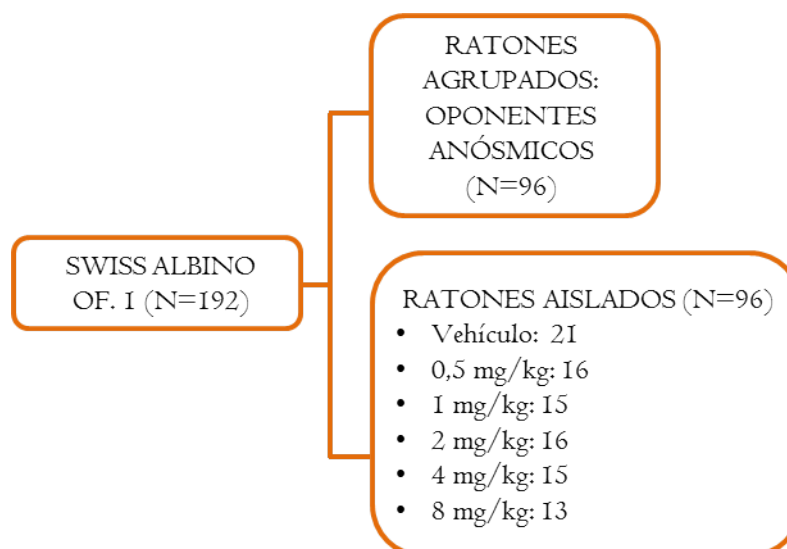 RATONES
AGRUPADOS:
OPONENTES
ANÓSMICOS
(N=96)
SWISS ALBINO
OF. 1 (N=192)
RATONES AISLADOS (N=96)
• Vehículo: 21
• 0,5 mg/kg: 16
• 1 mg/kg: 15
• 2 mg/kg: 16
• 4 mg/kg: 15
• 8 mg/kg: 13